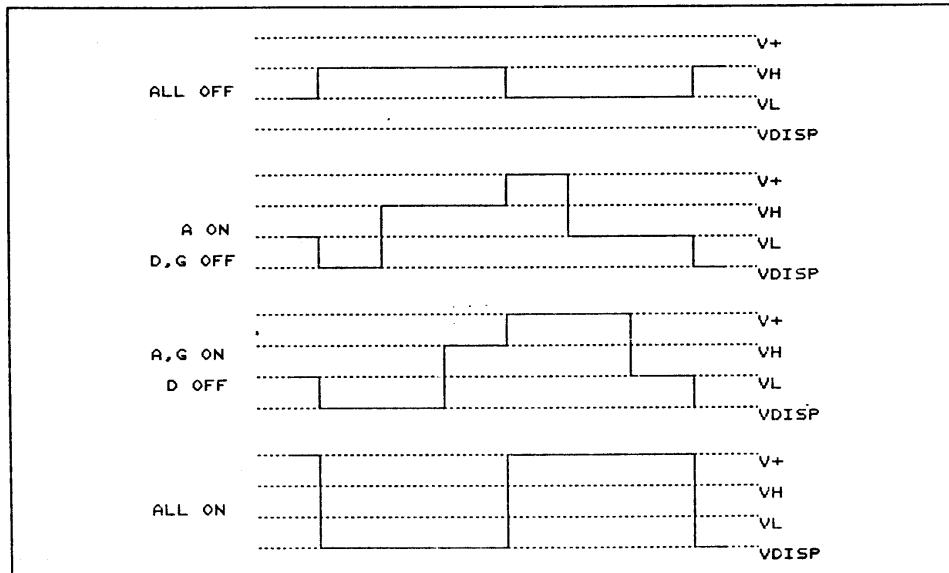 V+
VH
ALL OFF
VL
VDISP
V+
VH
A ON
VL
D,G OFF
VDISP
V+
VH
A,G ON
VL
D OFF
VDISP
V+
VH
ALL ON
VL
VDISP